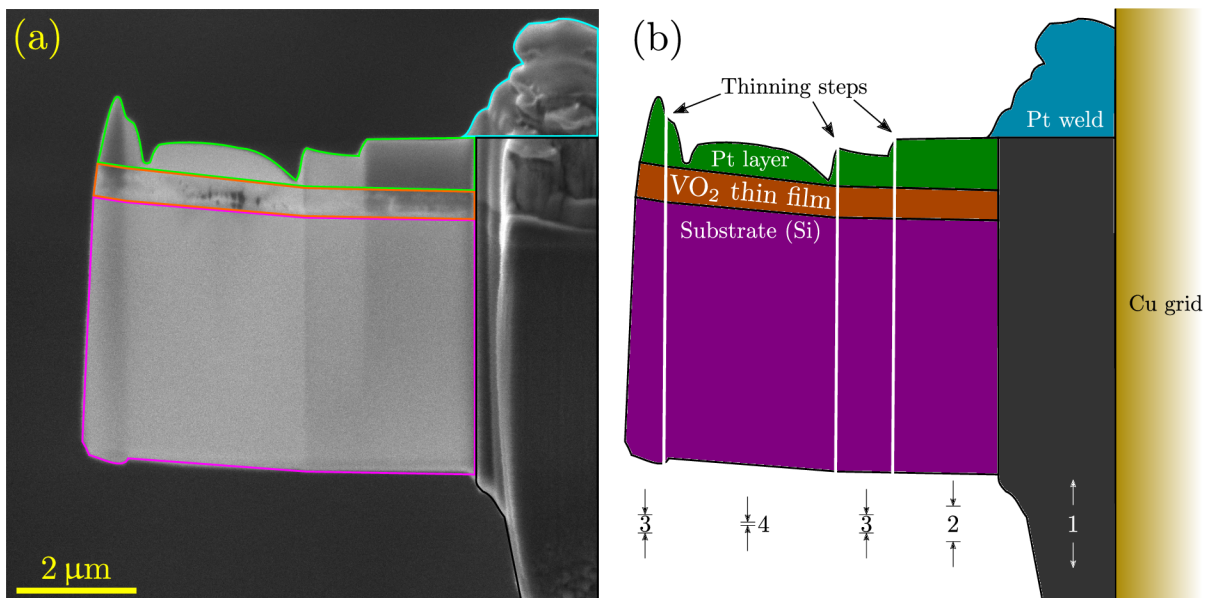 (a)
2 μm
(b)
Thinning steps
Pt weld
Pt layer
VO₂ thin film
Substrate (Si)
Cu grid
3
4
3
2
1